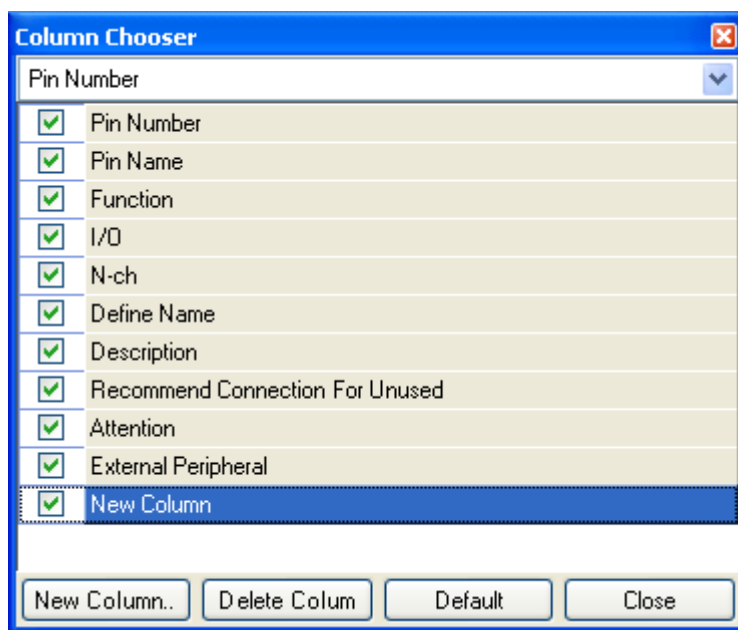 Column Chooser
Pin Number
Pin Number
Pin Name
Function
I/O
N-ch
Define Name
Description
Recommend Connection For Unused
Attention
External Peripheral
New Column
New Column.. Delete Colum Default Close